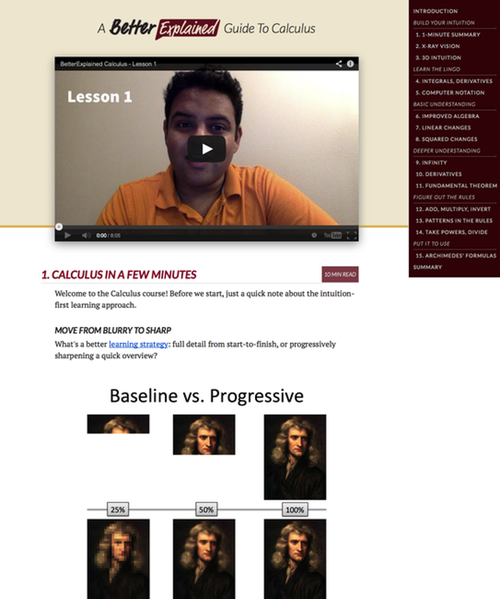 A Better Explained Guide To Calculus
BetterExplained Calculus - Lesson 1
Lesson 1
0:00 / 8:05
YouTube
1. CALCULUS IN A FEW MINUTES
10 MIN READ
Welcome to the Calculus course! Before we start, just a quick note about the intuition-
first learning approach.
MOVE FROM BLURRY TO SHARP
What's a better learning strategy: full detail from start-to-finish, or progressively
sharpening a quick overview?
Baseline vs. Progressive
25%
50%
100%
INTRODUCTION
BUILD YOUR INTUITION
1. 1-MINUTE SUMMARY
2. X-RAY VISION
3. 3D INTUITION
LEARN THE LINGO
4. INTEGRALS, DERIVATIVES
5. COMPUTER NOTATION
BASIC UNDERSTANDING
6. IMPROVED ALGEBRA
7. LINEAR CHANGES
8. SQUARED CHANGES
DEEPER UNDERSTANDING
9. INFINITY
10. DERIVATIVES
11. FUNDAMENTAL THEOREM
FIGURE OUT THE RULES
12. ADD, MULTIPLY, INVERT
13. PATTERNS IN THE RULES
14. TAKE POWERS, DIVIDE
PUT IT TO USE
15. ARCHIMEDES' FORMULAS
SUMMARY